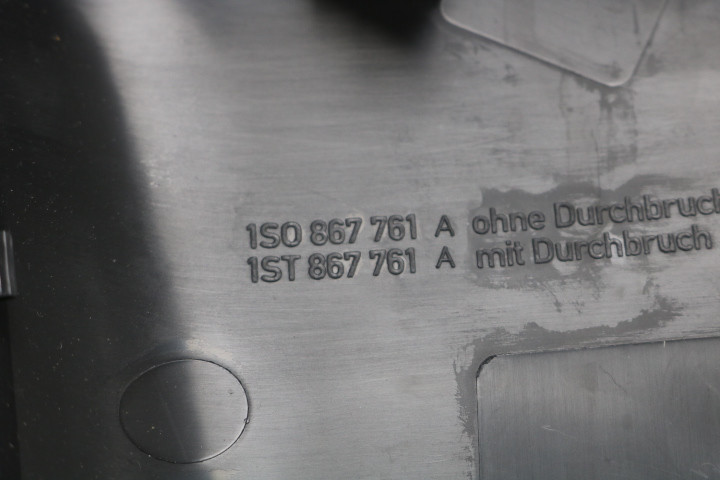 1S0 867 761 A ohne Durchbruch
1ST 867 761 A mit Durchbruch